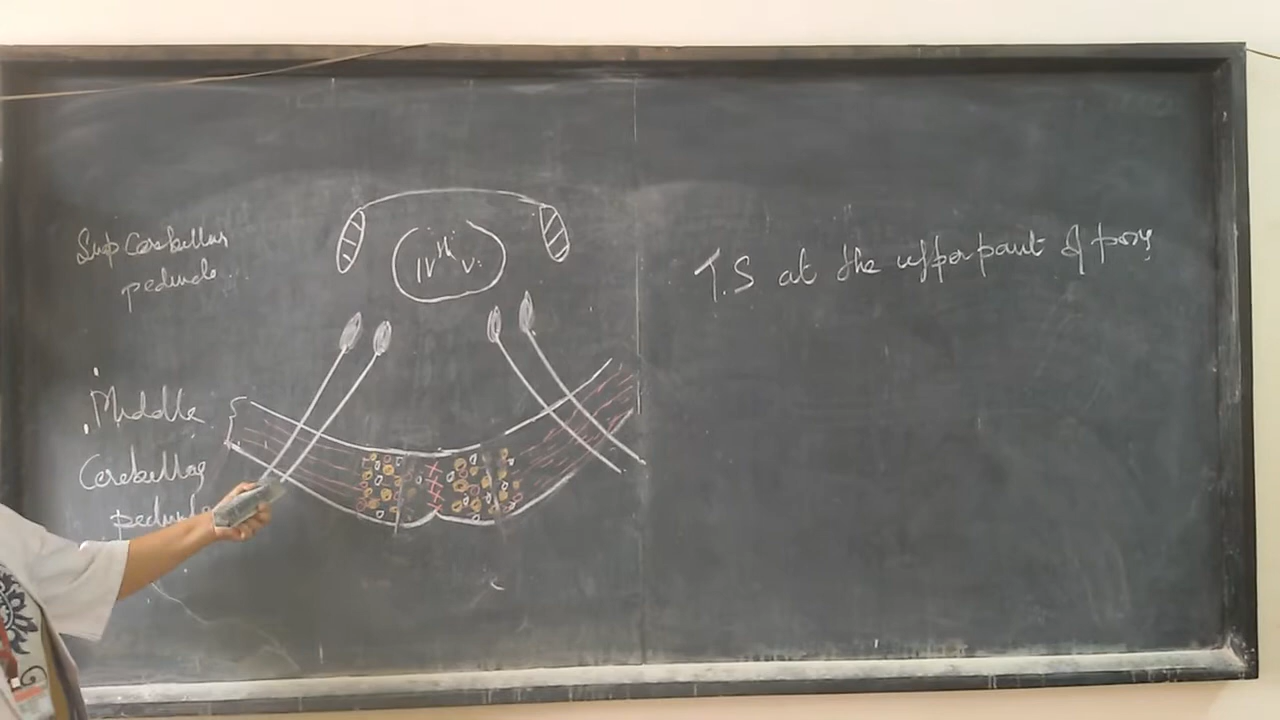 Sup Cerebellar
peduncle...
IVth v:
Middle
Cerebellar
peduncle
T.S at the upper part of pons